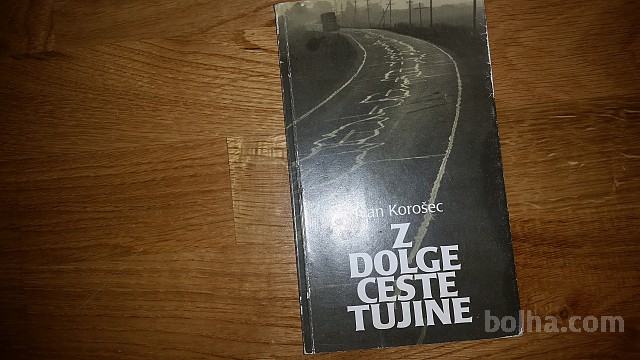 Korošec
Z
DOLGE
CESTE
TUJINE
bolha.com